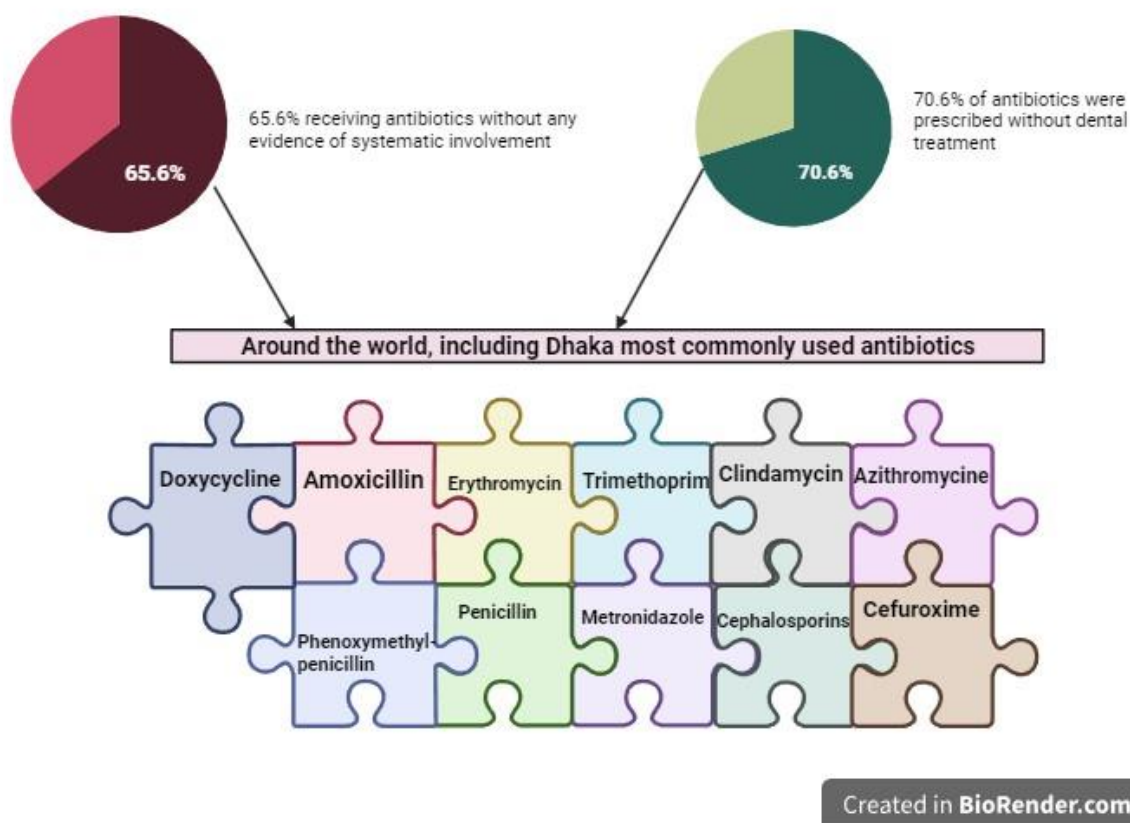 65.6% receiving antibiotics without any
evidence of systematic involvement
65.6%
70.6% of antibiotics were
prescribed without dental
treatment
70.6%
Around the world, including Dhaka most commonly used antibiotics
Doxycycline
Amoxicillin
Erythromycin
Trimethoprim
Clindamycin
Azithromycine
Phenoxymethyl-
penicillin
Penicillin
Metronidazole
Cephalosporins
Cefuroxime
Created in BioRender.com